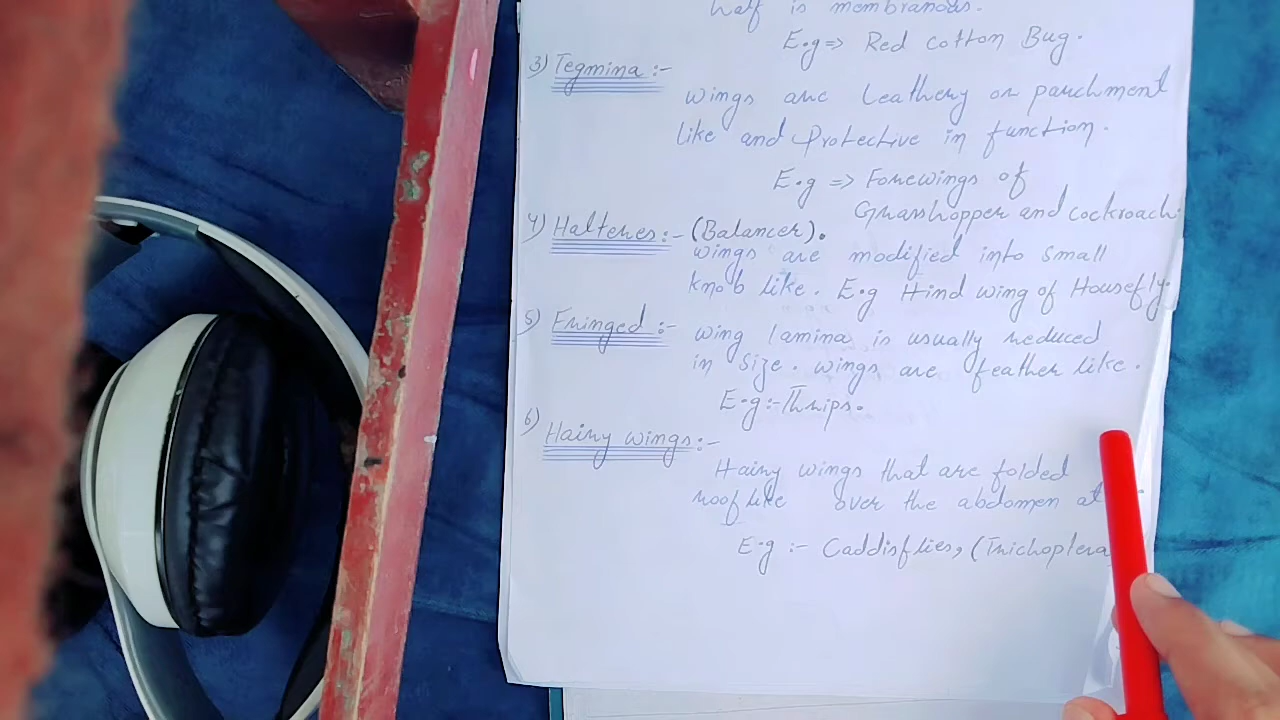 half is membranous.
E.g => Red cotton Bug.
3) Tegmina :-
wings are Leathery or parchment
like and Protective in function.
E.g => Forewings of
Grasshopper and cockroach
4) Halteres :- (Balancer).
wings are modified into small
knob like. E.g Hind wing of Housefly.
5) Fringed :- wing lamina is usually reduced
in size. wings are feather like.
E.g :- Thrips.
6) Hairy wings :-
Hairy wings that are folded
roof like over the abdomen at
E.g :- Caddisflies, (Trichoptera